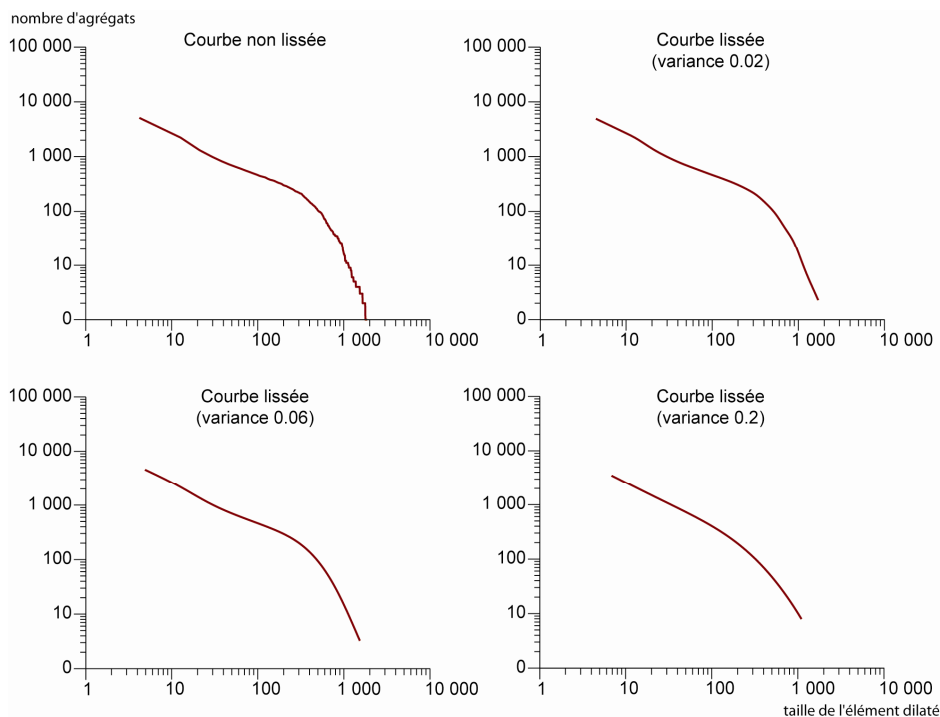 nombre d'agrégats
Courbe non lissée
100 000
10 000
1 000
100
10
0
1 10 100 1 000 10 000
Courbe lissée
(variance 0.02)
100 000
10 000
1 000
100
10
0
1 10 100 1 000 10 000
Courbe lissée
(variance 0.06)
100 000
10 000
1 000
100
10
0
1 10 100 1 000 10 000
Courbe lissée
(variance 0.2)
100 000
10 000
1 000
100
10
0
1 10 100 1 000 10 000
taille de l'élément dilaté